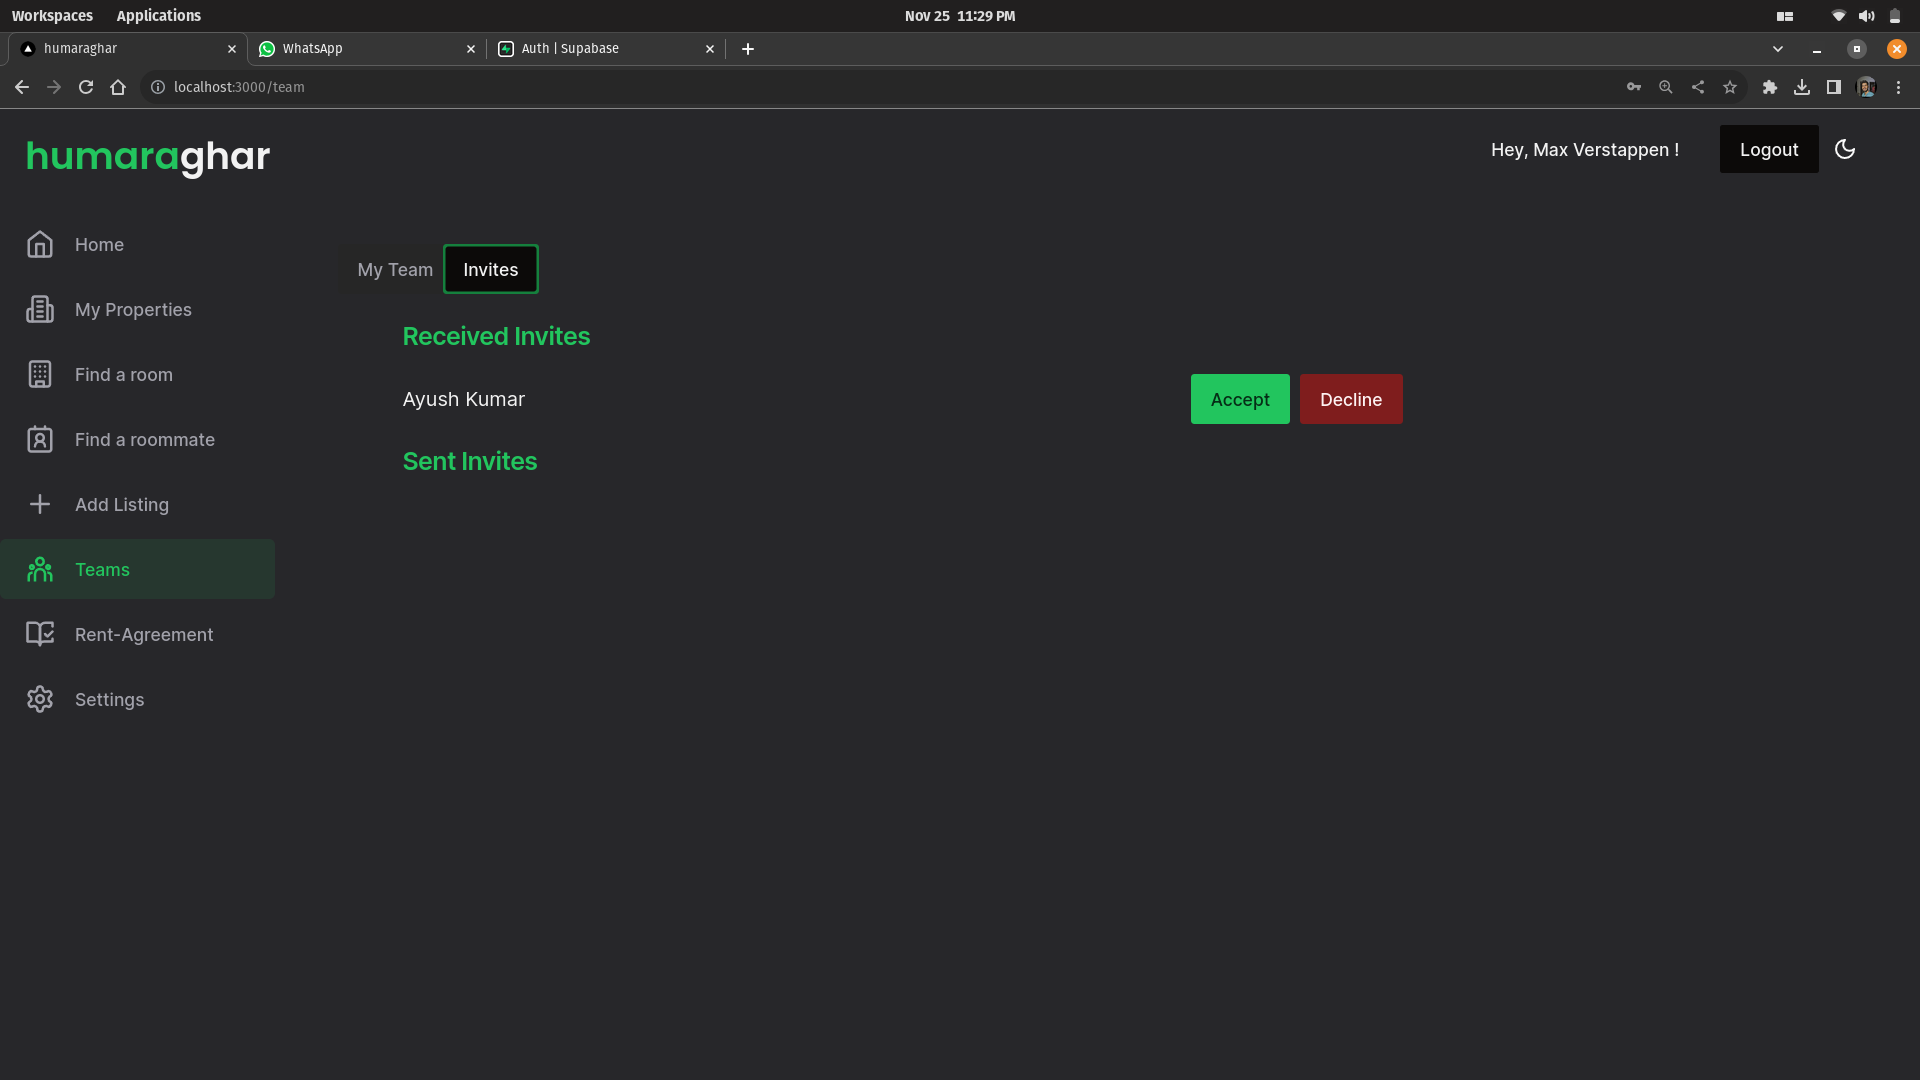 Workspaces Applications Nov 25 11:29 PM
humaraghar WhatsApp Auth | Supabase
localhost:3000/team
humaraghar Hey, Max Verstappen ! Logout
Home
My Properties
Find a room
Find a roommate
Add Listing
Teams
Rent-Agreement
Settings
My Team Invites
Received Invites
Ayush Kumar Accept Decline
Sent Invites